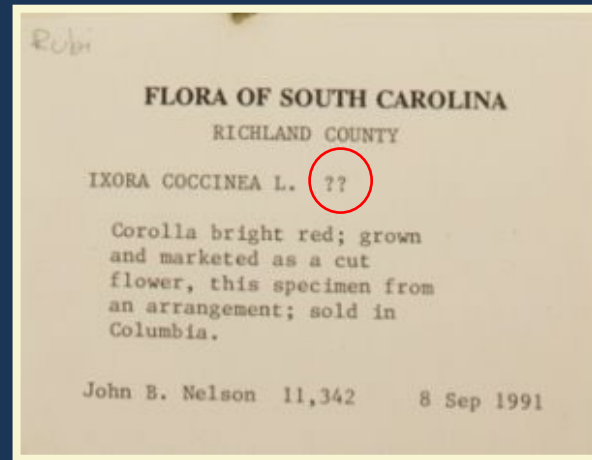 Rubi
FLORA OF SOUTH CAROLINA
RICHLAND COUNTY
IXORA COCCINEA L. ??
Corolla bright red; grown
and marketed as a cut
flower, this specimen from
an arrangement; sold in
Columbia.
John B. Nelson 11,342 8 Sep 1991